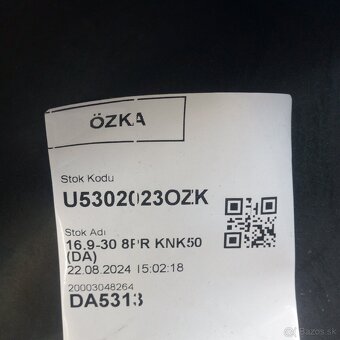 ÖZKA
Stok Kodu
U5302023OZK
Stok Adı
16.9-30 8PR KNK50
(DA)
22.08.2024 15:02:18
20003048264
DA5313
bazar.sk